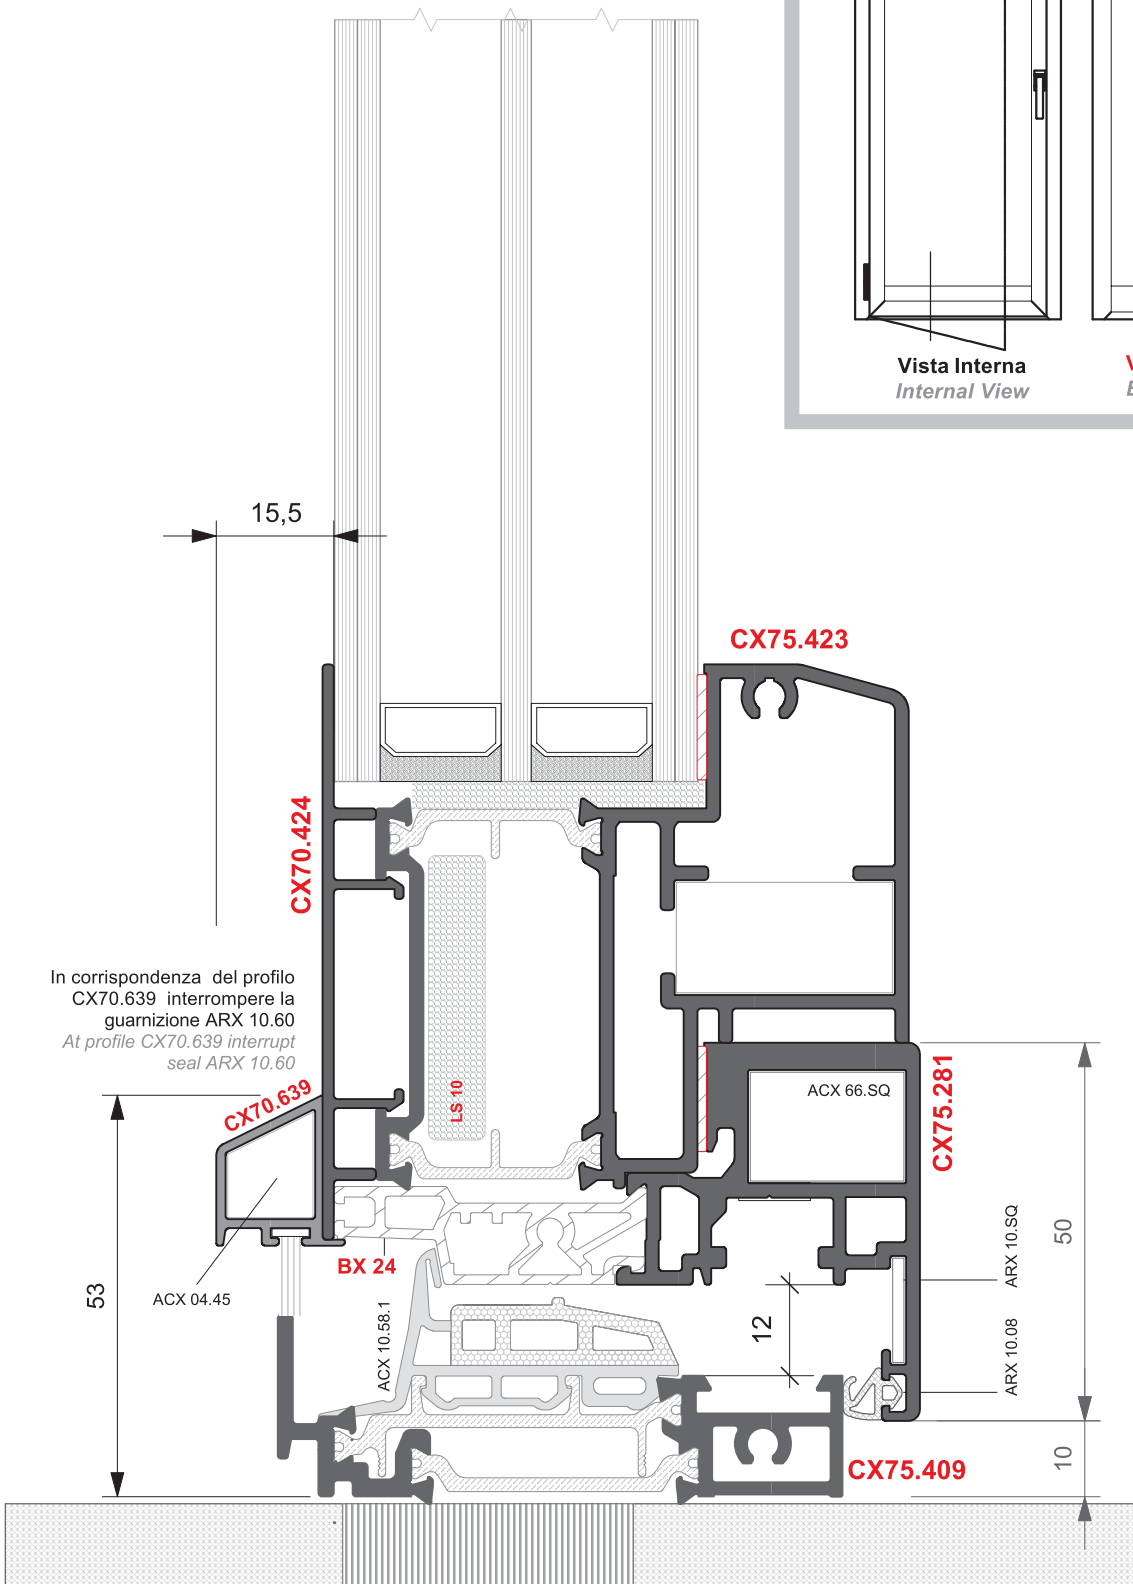 Vista Interna
Internal View
V
E
15,5
CX75.423
CX70.424
In corrispondenza del profilo
CX70.639 interrompere la
guarnizione ARX 10.60
At profile CX70.639 interrupt
seal ARX 10.60
CX70.639
LS 10
ACX 66.SQ
CX75.281
BX 24
ACX 04.45
53
ACX 10.58.1
12
ARX 10.SQ
50
ARX 10.08
10
CX75.409